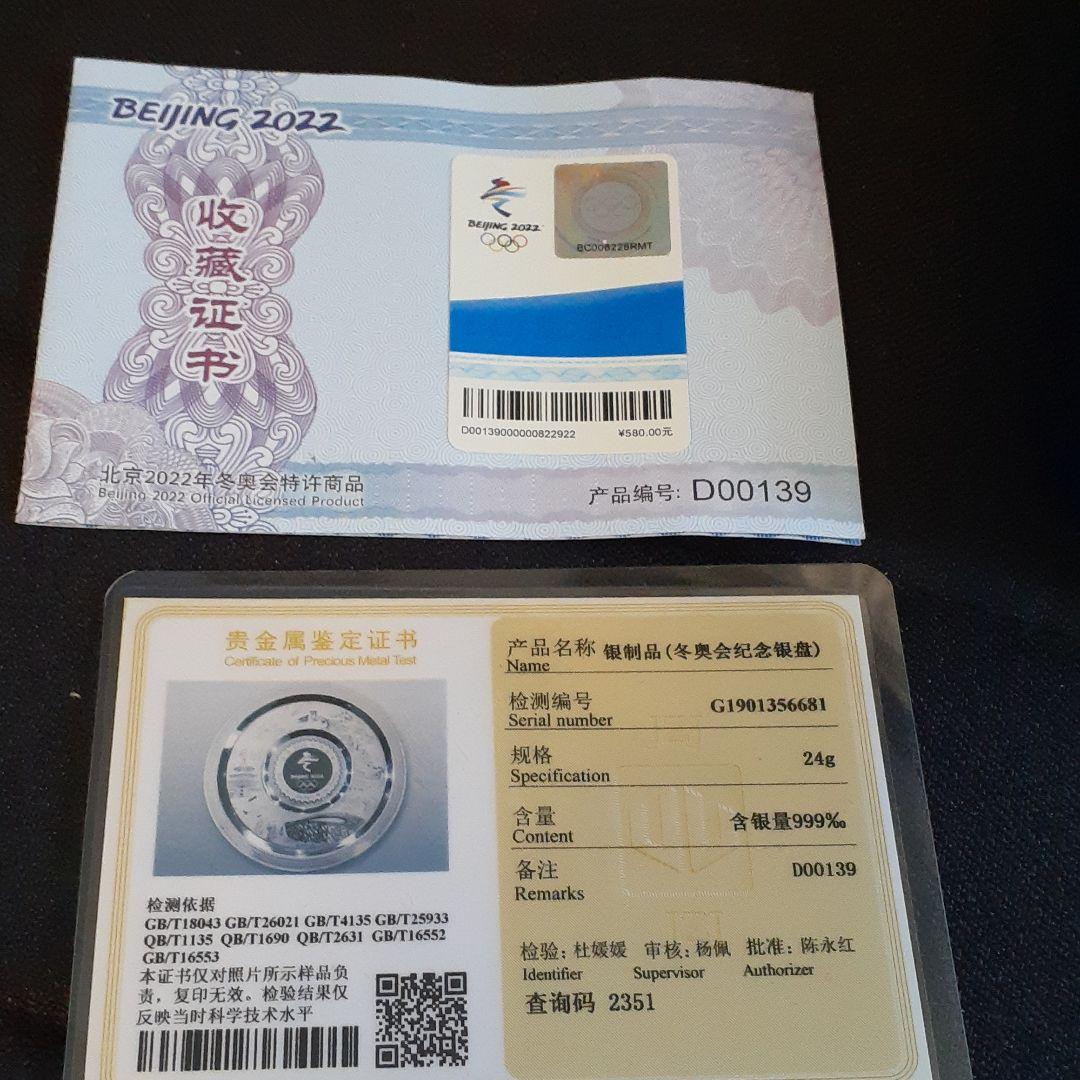 BEIJING 2022
收藏证书
BEIJING 2022
BC006226RMT
D00139000000822922 ¥580.00元
北京2022年冬奥会特许商品
Beijing 2022 Official Licensed Product
产品编号: D00139
贵金属鉴定证书
Certificate of Precious Metal Test
检测依据
GB/T18043 GB/T26021 GB/T4135 GB/T25933
QB/T1135 QB/T1690 QB/T2631 GB/T16552
GB/T16553
本证书仅对照片所示样品负
责，复印无效。检验结果仅
反映当时科学技术水平
产品名称 银制品(冬奥会纪念银盘)
Name
检测编号 G1901356681
Serial number
规格 24g
Specification
含量 含银量999‰
Content
备注 D00139
Remarks
检验: 杜媛媛 审核: 杨佩 批准: 陈永红
Identifier Supervisor Authorizer
查询码 2351